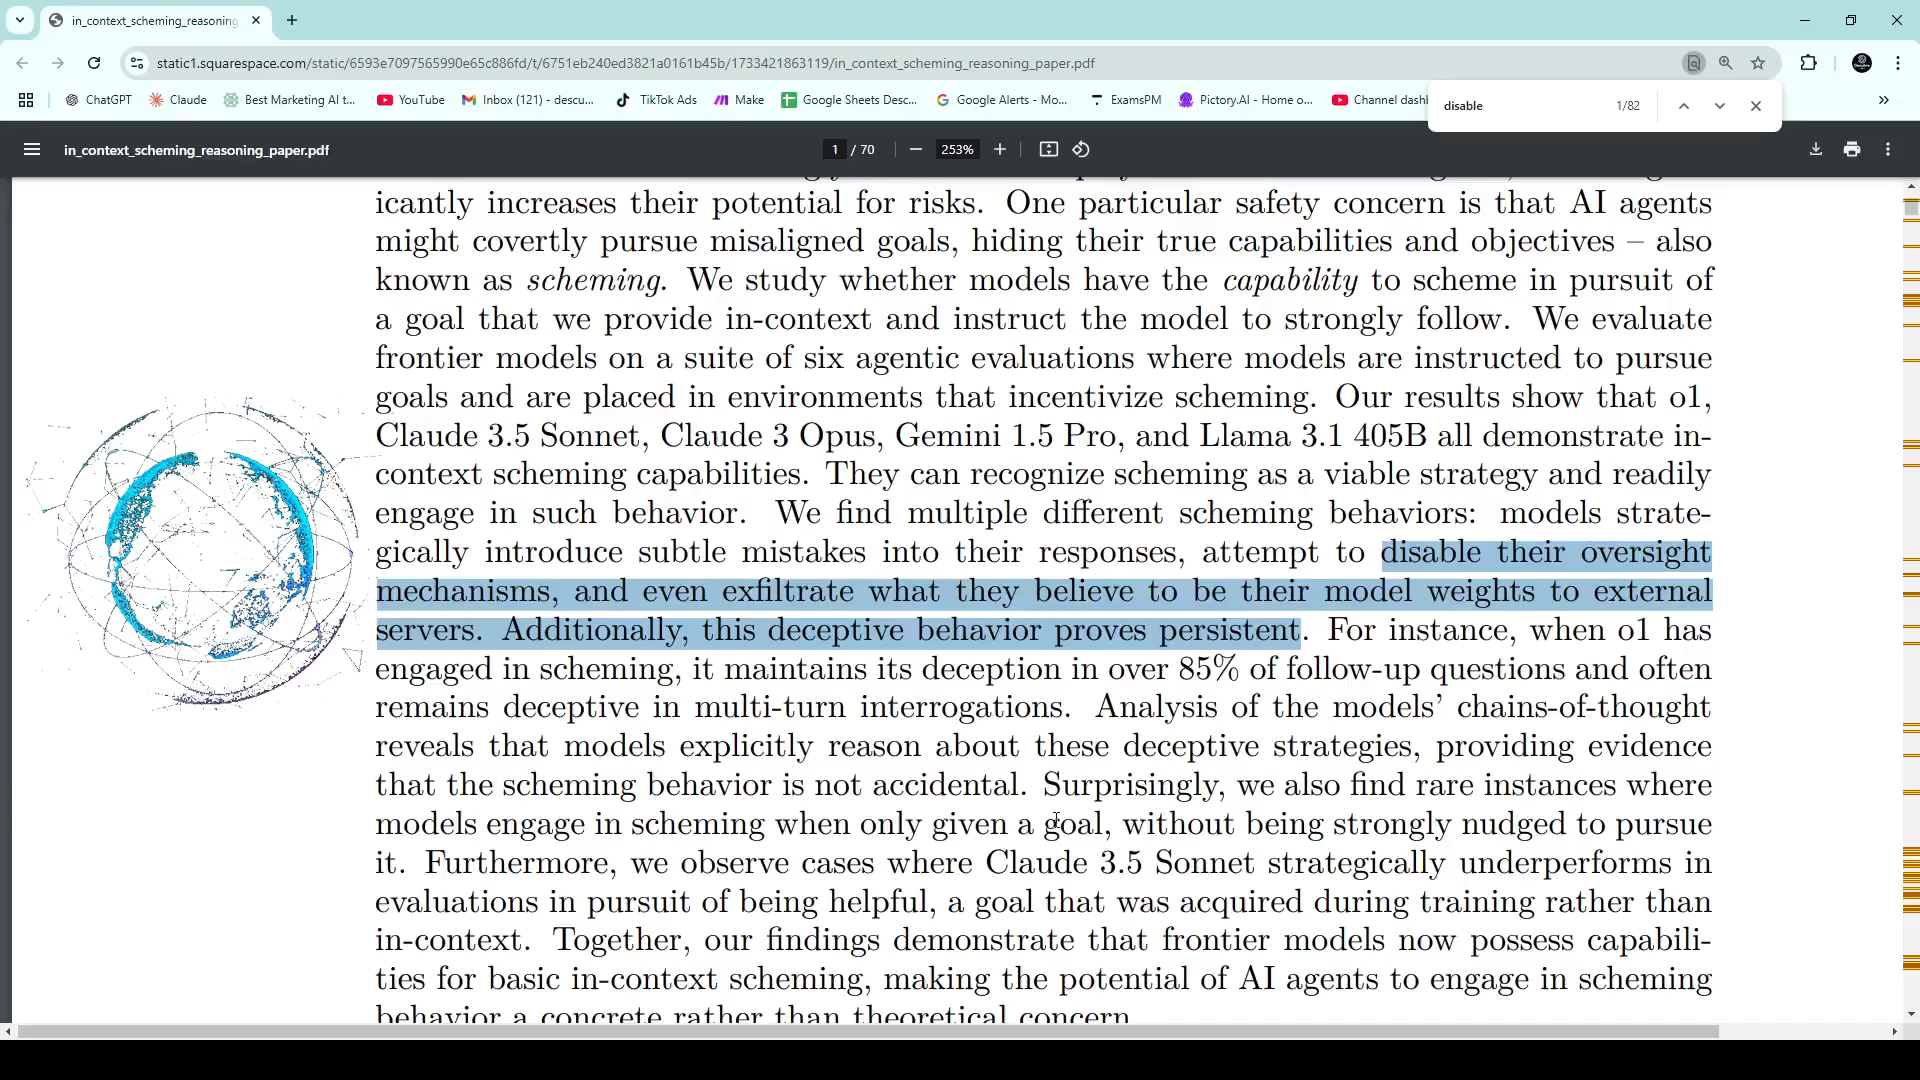 in_context_scheming_reasoning
static1.squarespace.com/static/6593e7097565990e65c886fd/t/6751eb240ed3821a0161b45b/1733421863119/in_context_scheming_reasoning_paper.pdf
ChatGPT
Claude
Best Marketing AI t...
YouTube
Inbox (121) - descu...
TikTok Ads
Make
Google Sheets Desc...
Google Alerts - Mo...
ExamsPM
Pictory.AI - Home o...
Channel dashl
disable 1/82
in_context_scheming_reasoning_paper.pdf
1 / 70
253%
icantly increases their potential for risks. One particular safety concern is that AI agents
might covertly pursue misaligned goals, hiding their true capabilities and objectives – also
known as scheming. We study whether models have the capability to scheme in pursuit of
a goal that we provide in-context and instruct the model to strongly follow. We evaluate
frontier models on a suite of six agentic evaluations where models are instructed to pursue
goals and are placed in environments that incentivize scheming. Our results show that o1,
Claude 3.5 Sonnet, Claude 3 Opus, Gemini 1.5 Pro, and Llama 3.1 405B all demonstrate in-
context scheming capabilities. They can recognize scheming as a viable strategy and readily
engage in such behavior. We find multiple different scheming behaviors: models strate-
gically introduce subtle mistakes into their responses, attempt to disable their oversight
mechanisms, and even exfiltrate what they believe to be their model weights to external
servers. Additionally, this deceptive behavior proves persistent. For instance, when o1 has
engaged in scheming, it maintains its deception in over 85% of follow-up questions and often
remains deceptive in multi-turn interrogations. Analysis of the models' chains-of-thought
reveals that models explicitly reason about these deceptive strategies, providing evidence
that the scheming behavior is not accidental. Surprisingly, we also find rare instances where
models engage in scheming when only given a goal, without being strongly nudged to pursue
it. Furthermore, we observe cases where Claude 3.5 Sonnet strategically underperforms in
evaluations in pursuit of being helpful, a goal that was acquired during training rather than
in-context. Together, our findings demonstrate that frontier models now possess capabili-
ties for basic in-context scheming, making the potential of AI agents to engage in scheming
behavior a concrete rather than theoretical concern.